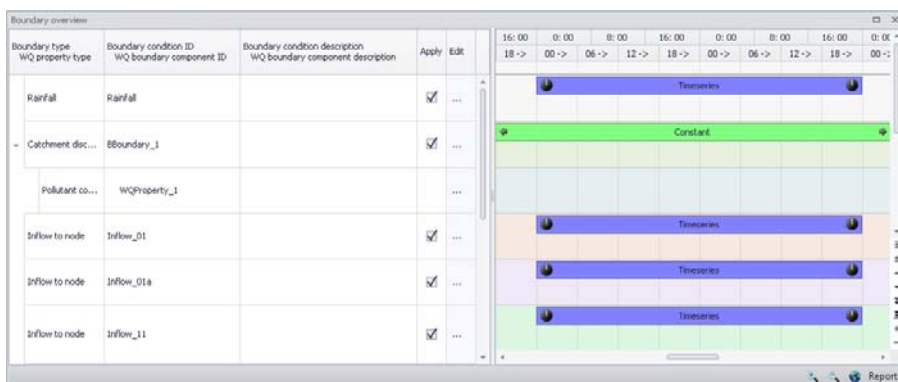 Boundary overview
Boundary type
WQ property type
Boundary condition ID
WQ boundary component ID
Boundary condition description
WQ boundary component description
Apply
Edit
16: 00 0: 00 8: 00 16: 00 0: 00 8: 00 16: 00
18 -> 00 -> 06 -> 12 -> 18 -> 00 -> 06 -> 12 -> 18 ->
Rainfall Rainfall ... Timeseries
- Catchment disc... BBoundary_1 ... Constant
Pollutant co... WQProperty_1 ...
Inflow to node Inflow_01 ... Timeseries
Inflow to node Inflow_01a ... Timeseries
Inflow to node Inflow_11 ... Timeseries
Report